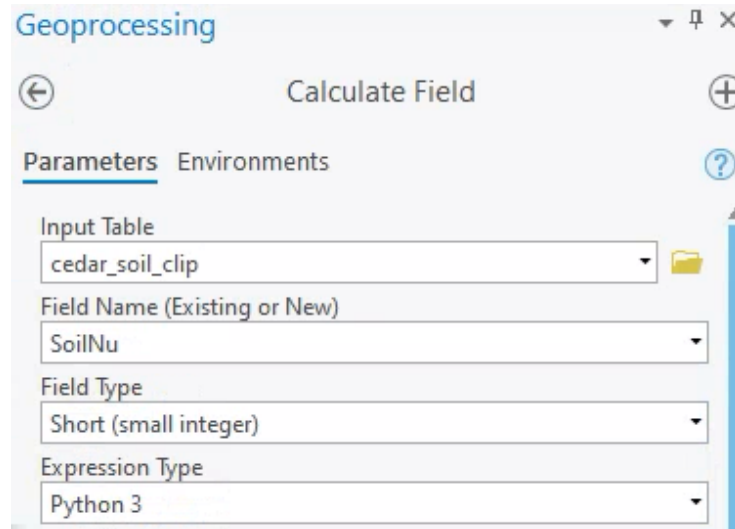 Geoprocessing
Calculate Field
Parameters Environments
?
Input Table
cedar_soil_clip
Field Name (Existing or New)
SoilNu
Field Type
Short (small integer)
Expression Type
Python 3